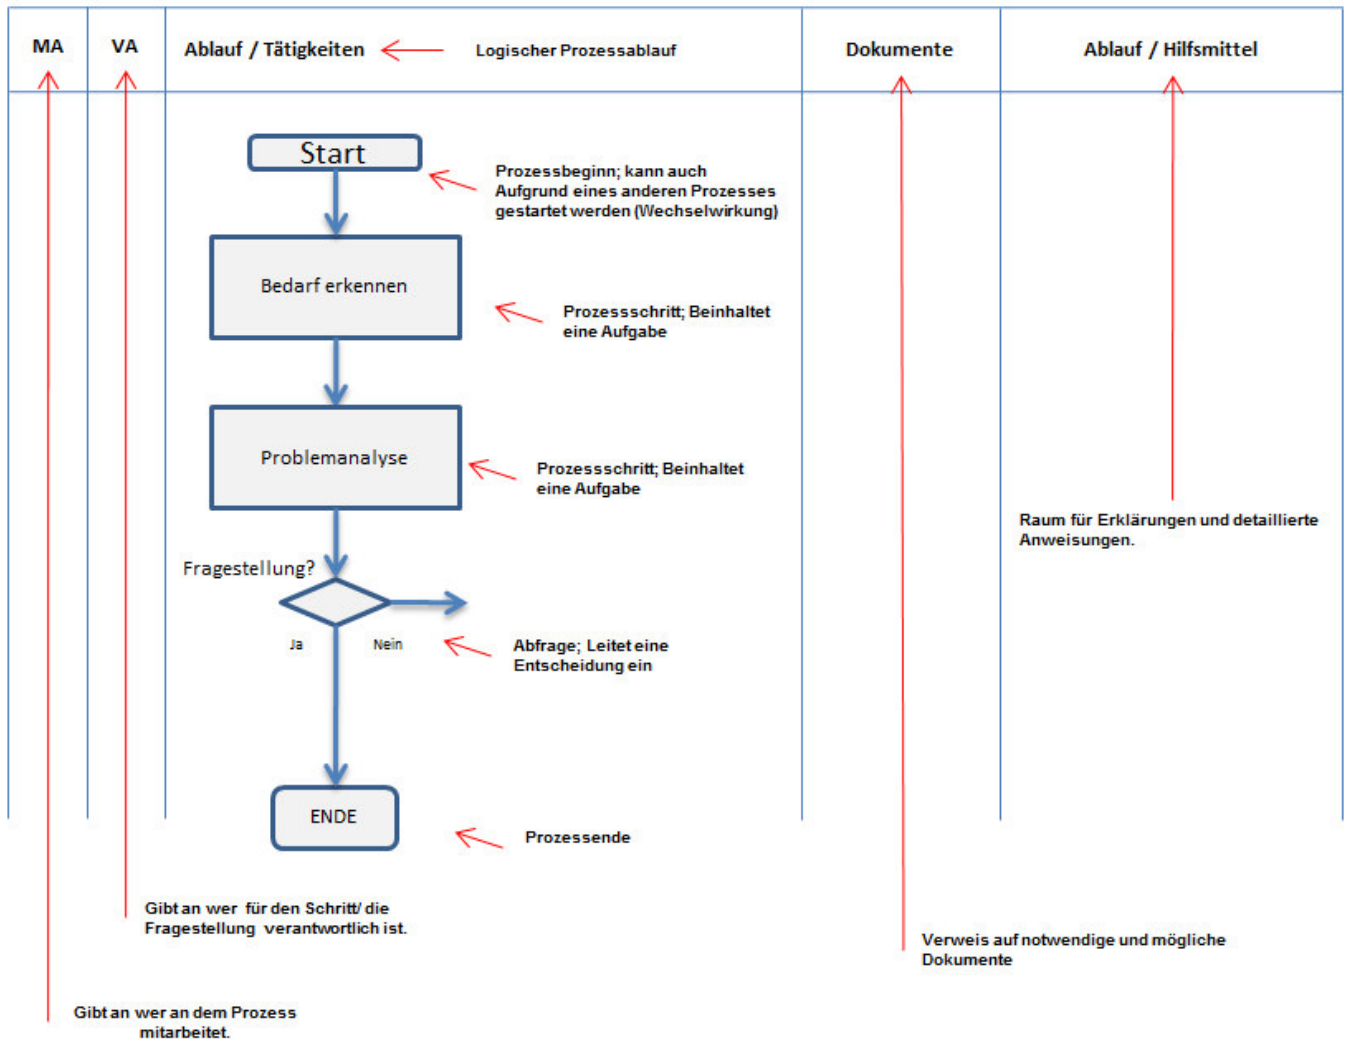 MA
VA
Ablauf / Tätigkeiten
Logischer Prozessablauf
Dokumente
Ablauf / Hilfsmittel
Start
Prozessbeginn; kann auch
Aufgrund eines anderen Prozesses
gestartet werden (Wechselwirkung)
Bedarf erkennen
Prozessschritt; Beinhaltet
eine Aufgabe
Problemanalyse
Prozessschritt; Beinhaltet
eine Aufgabe
Raum für Erklärungen und detaillierte
Anweisungen.
Fragestellung?
Ja
Nein
Abfrage; Leitet eine
Entscheidung ein
ENDE
Prozessende
Gibt an wer für den Schritt/ die
Fragestellung verantwortlich ist.
Verweis auf notwendige und mögliche
Dokumente
Gibt an wer an dem Prozess
mitarbeitet.